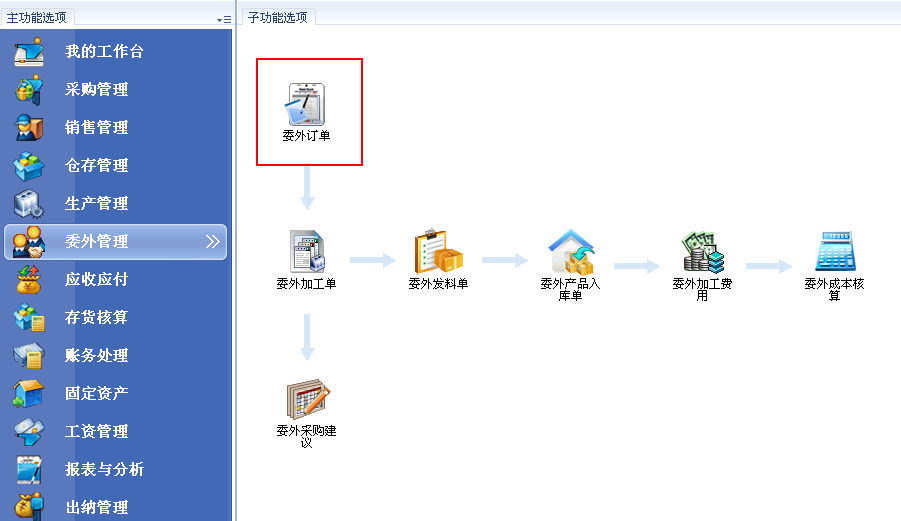 主功能选项
子功能选项
我的工作台
采购管理
销售管理
仓存管理
生产管理
委外管理
应收应付
存货核算
账务处理
固定资产
工资管理
报表与分析
出纳管理
委外订单
委外加工单
委外发料单
委外产品入
库单
委外加工费
用
委外成本核
算
委外采购建
议